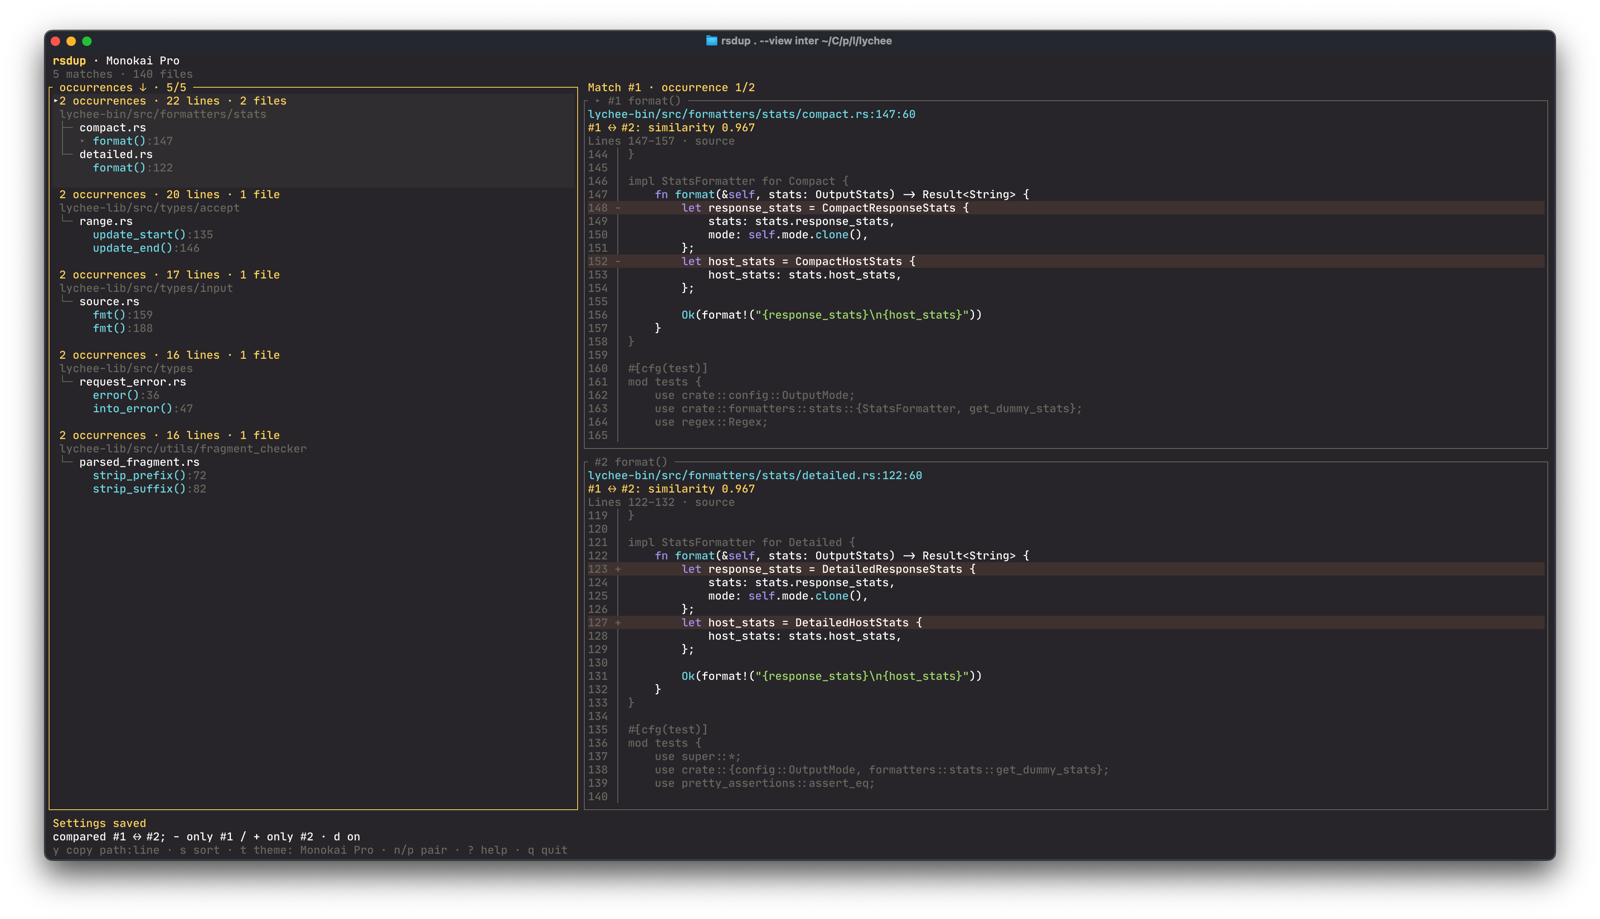 rsdup . --view inter ~/C/p/l/lychee
rsdup · Monokai Pro
5 matches · 140 files
occurrences ↓ · 5/5
▸2 occurrences · 22 lines · 2 files
lychee-bin/src/formatters/stats
├─ compact.rs
│  ▸ format():147
└─ detailed.rs
format():122
2 occurrences · 20 lines · 1 file
lychee-lib/src/types/accept
└─ range.rs
update_start():135
update_end():146
2 occurrences · 17 lines · 1 file
lychee-lib/src/types/input
└─ source.rs
fmt():159
fmt():188
2 occurrences · 16 lines · 1 file
lychee-lib/src/types
└─ request_error.rs
error():36
into_error():47
2 occurrences · 16 lines · 1 file
lychee-lib/src/utils/fragment_checker
└─ parsed_fragment.rs
strip_prefix():72
strip_suffix():82
Match #1 · occurrence 1/2
▸ #1 format()
lychee-bin/src/formatters/stats/compact.rs:147:60
#1 ↔ #2: similarity 0.967
Lines 147–157 · source
144 │ }
145 │
146 │ impl StatsFormatter for Compact {
147 │     fn format(&self, stats: OutputStats) -> Result<String> {
148 - │         let response_stats = CompactResponseStats {
149 │             stats: stats.response_stats,
150 │             mode: self.mode.clone(),
151 │         };
152 - │         let host_stats = CompactHostStats {
153 │             host_stats: stats.host_stats,
154 │         };
155 │
156 │         Ok(format!("{response_stats}\n{host_stats}"))
157 │     }
158 │ }
159 │
160 │ #[cfg(test)]
161 │ mod tests {
162 │     use crate::config::OutputMode;
163 │     use crate::formatters::stats::{StatsFormatter, get_dummy_stats};
164 │     use regex::Regex;
165 │
#2 format()
lychee-bin/src/formatters/stats/detailed.rs:122:60
#1 ↔ #2: similarity 0.967
Lines 122–132 · source
119 │ }
120 │
121 │ impl StatsFormatter for Detailed {
122 │     fn format(&self, stats: OutputStats) -> Result<String> {
123 + │         let response_stats = DetailedResponseStats {
124 │             stats: stats.response_stats,
125 │             mode: self.mode.clone(),
126 │         };
127 + │         let host_stats = DetailedHostStats {
128 │             host_stats: stats.host_stats,
129 │         };
130 │
131 │         Ok(format!("{response_stats}\n{host_stats}"))
132 │     }
133 │ }
134 │
135 │ #[cfg(test)]
136 │ mod tests {
137 │     use super::*;
138 │     use crate::{config::OutputMode, formatters::stats::get_dummy_stats};
139 │     use pretty_assertions::assert_eq;
140 │
Settings saved
compared #1 ↔ #2; - only #1 / + only #2 · d on
y copy path:line · s sort · t theme: Monokai Pro · n/p pair · ? help · q quit